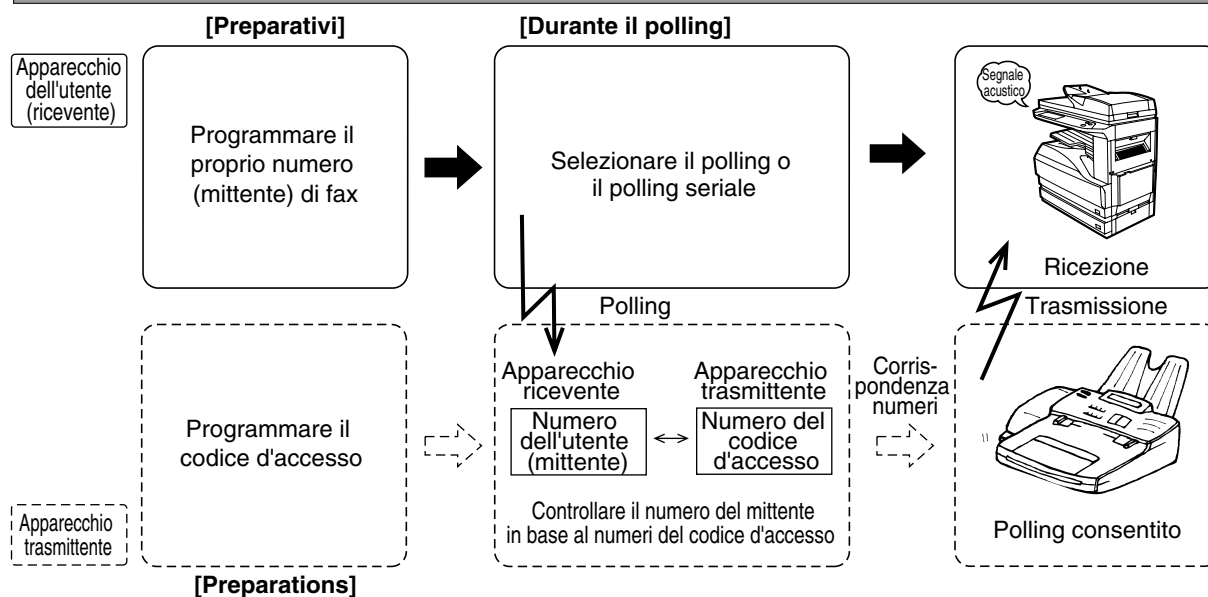 [Preparativi]
[Durante il polling]
Apparecchio
dell'utente
(ricevente)
Programmare il
proprio numero
(mittente) di fax
Selezionare il polling o
il polling seriale
Segnale
acustico
Ricezione
Polling
Trasmissione
Programmare il
codice d'accesso
Apparecchio
ricevente
Numero
dell'utente
(mittente)
Apparecchio
trasmittente
Numero del
codice
d'accesso
Controllare il numero del mittente
in base al numeri del codice d'accesso
Corris-
pondenza
numeri
Polling consentito
Apparecchio
trasmittente
[Preparations]